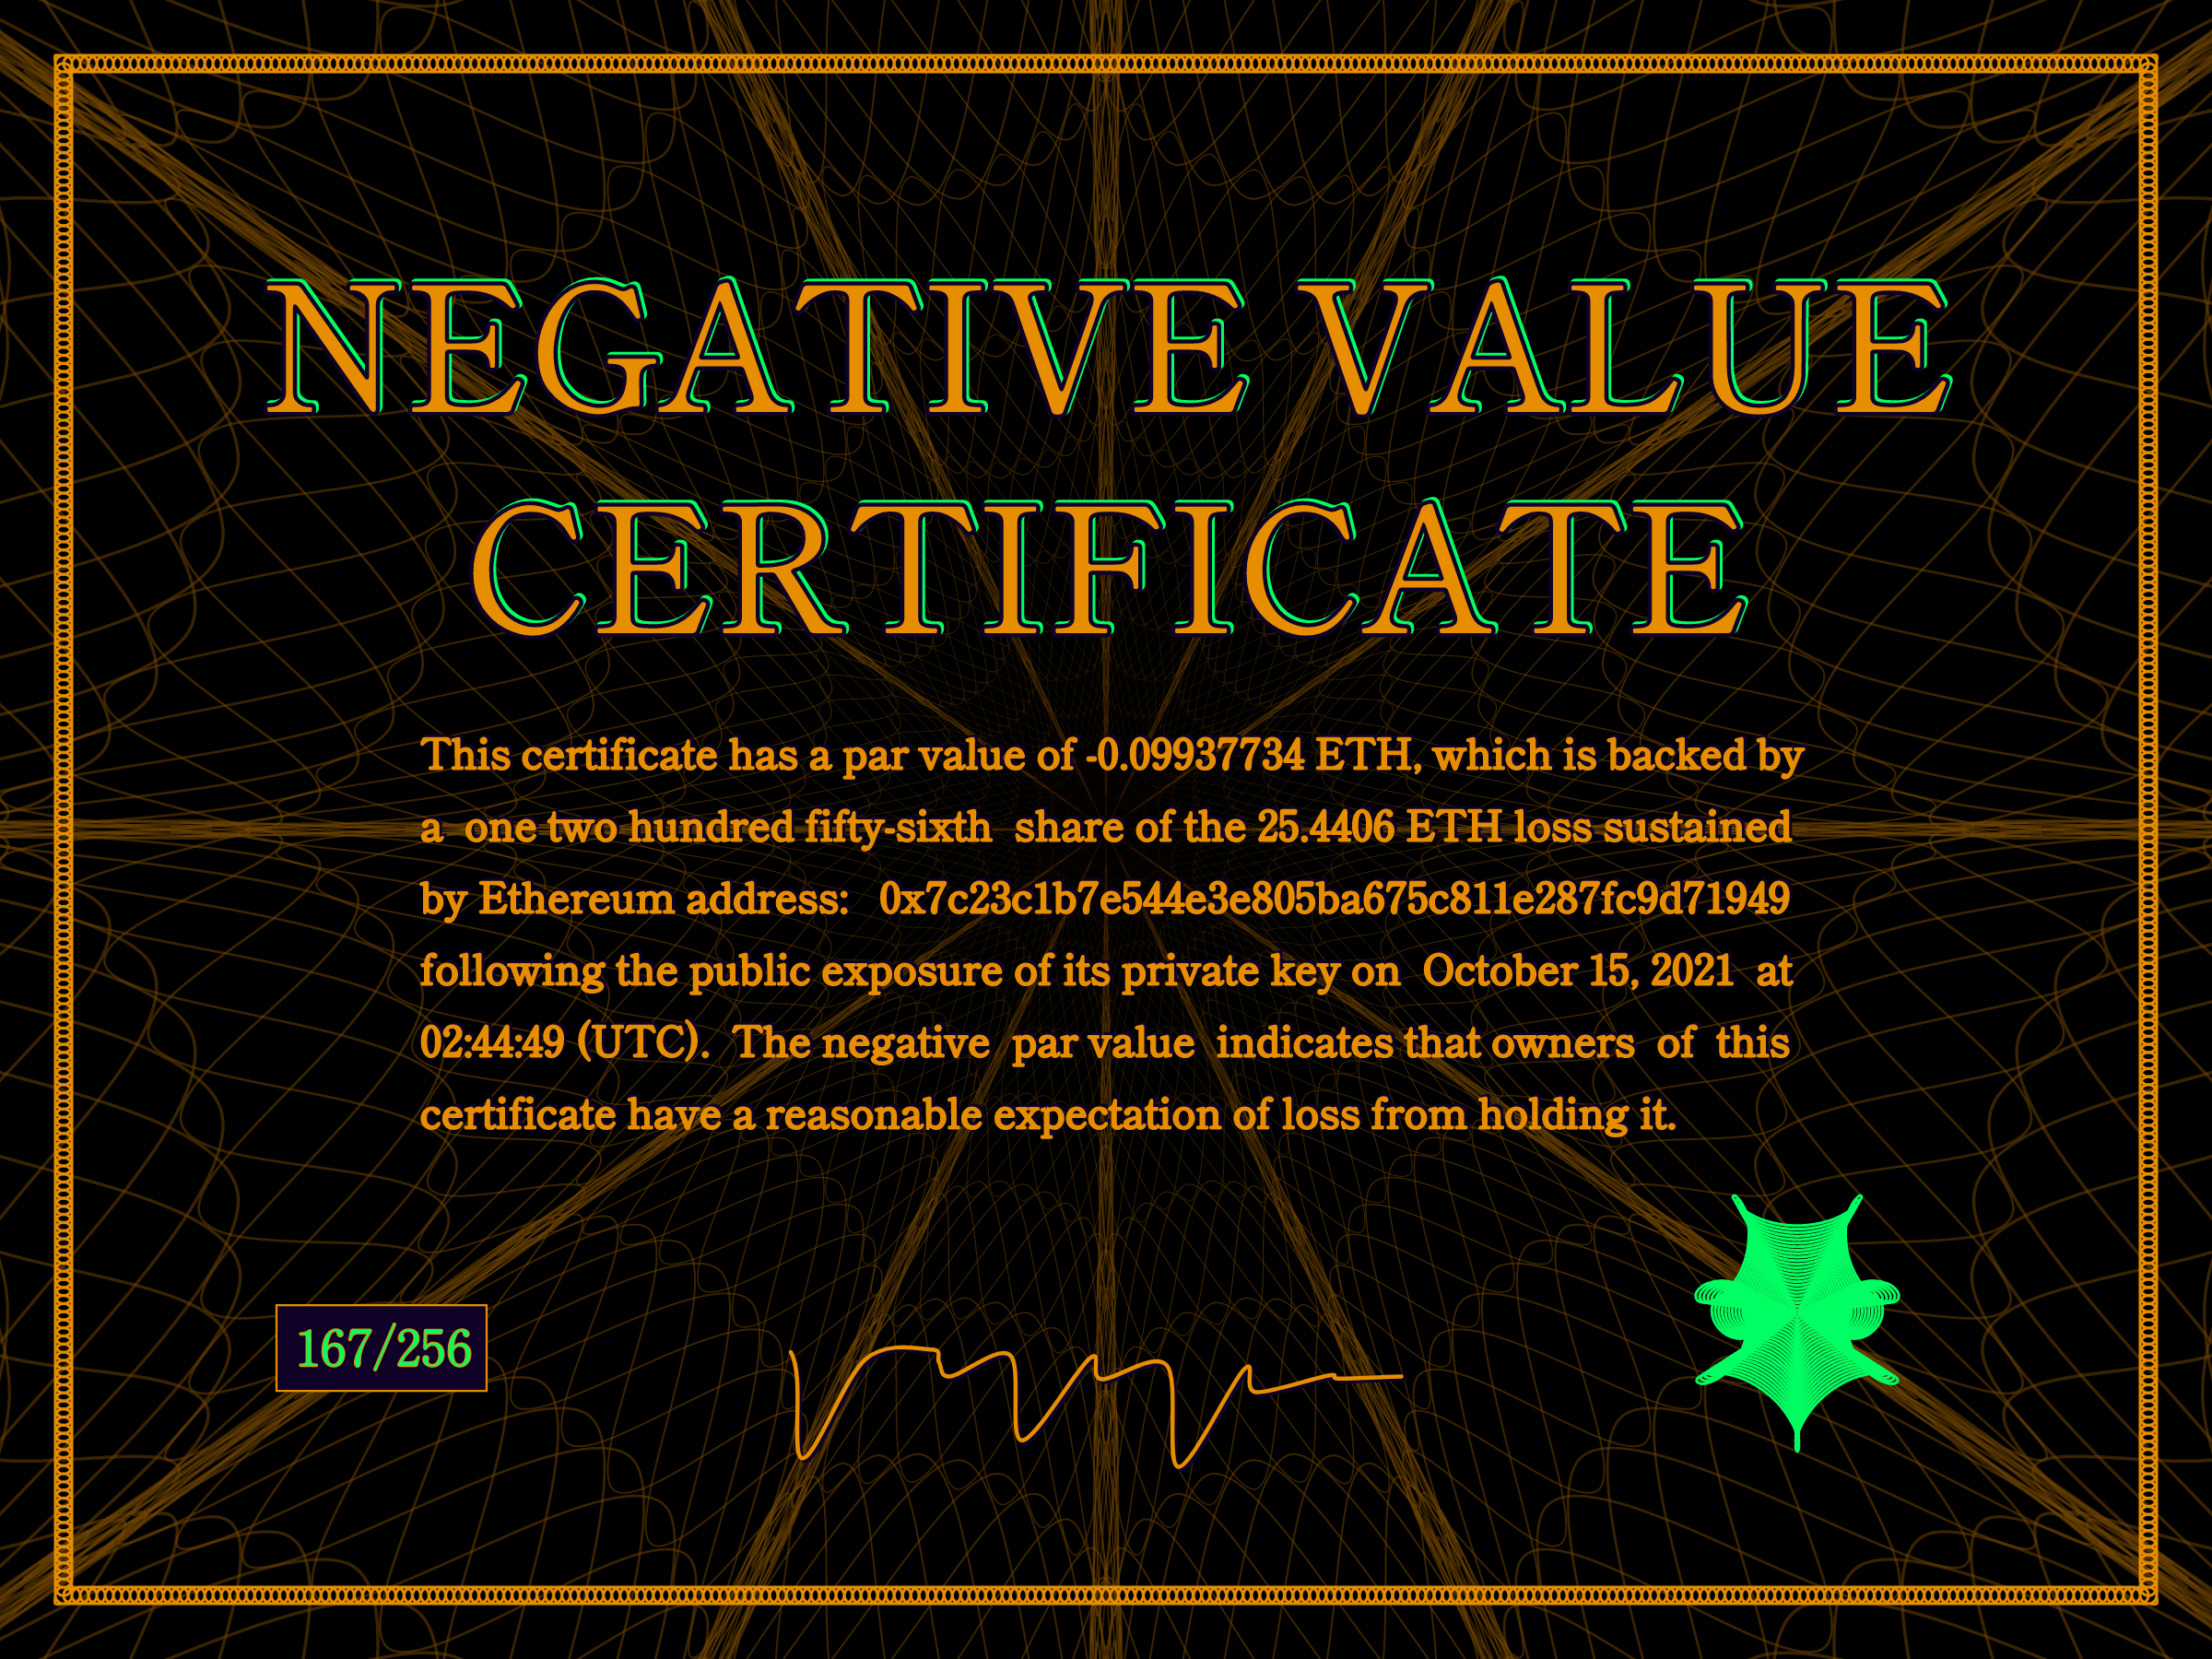 NEGATIVE VALUE
CERTIFICATE
This certificate has a par value of -0.09937734 ETH, which is backed by
a one two hundred fifty-sixth share of the 25.4406 ETH loss sustained
by Ethereum address: 0x7c23c1b7e544e3e805ba675c811e287fc9d71949
following the public exposure of its private key on October 15, 2021 at
02:44:49 (UTC). The negative par value indicates that owners of this
certificate have a reasonable expectation of loss from holding it.
167/256